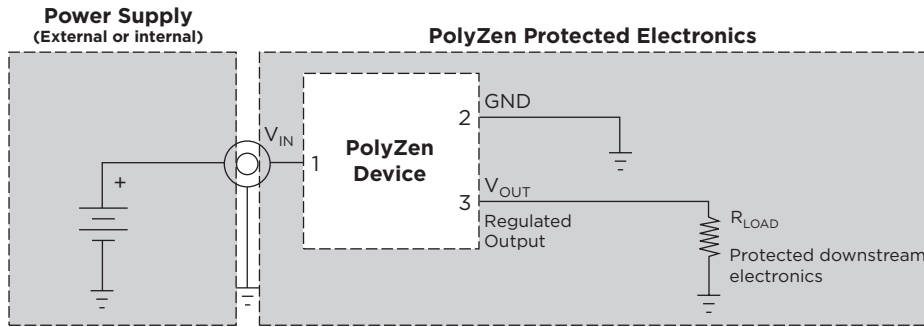 Power Supply
(External or internal)
PolyZen Protected Electronics
+
V_IN
1
PolyZen
Device
2
GND
3
V_OUT
Regulated
Output
R_LOAD
Protected downstream
electronics